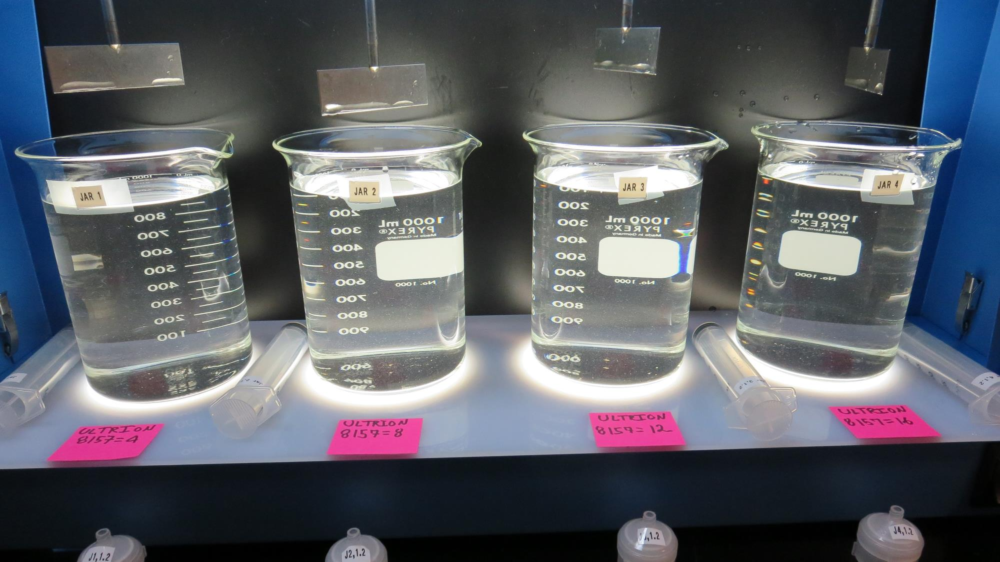 JAR 1
800
700
600
500
400
300
200
100
JAR 2
200
300
400
500
600
700
800
900
1000 mL
PYREX®
Made in Germany
No. 1000
JAR 3
100
200
300
400
500
600
700
800
900
1000 mL
PYREX®
Made in Germany
No. 1000
JAR 4
1000 mL
PYREX®
Made in Germany
No. 1000
ULTRION
8157=4
ULTRION
8157=8
ULTRION
8157=12
ULTRION
8157=16
J1,1.2
J2,1.2
J3,1.2
J4,1.2